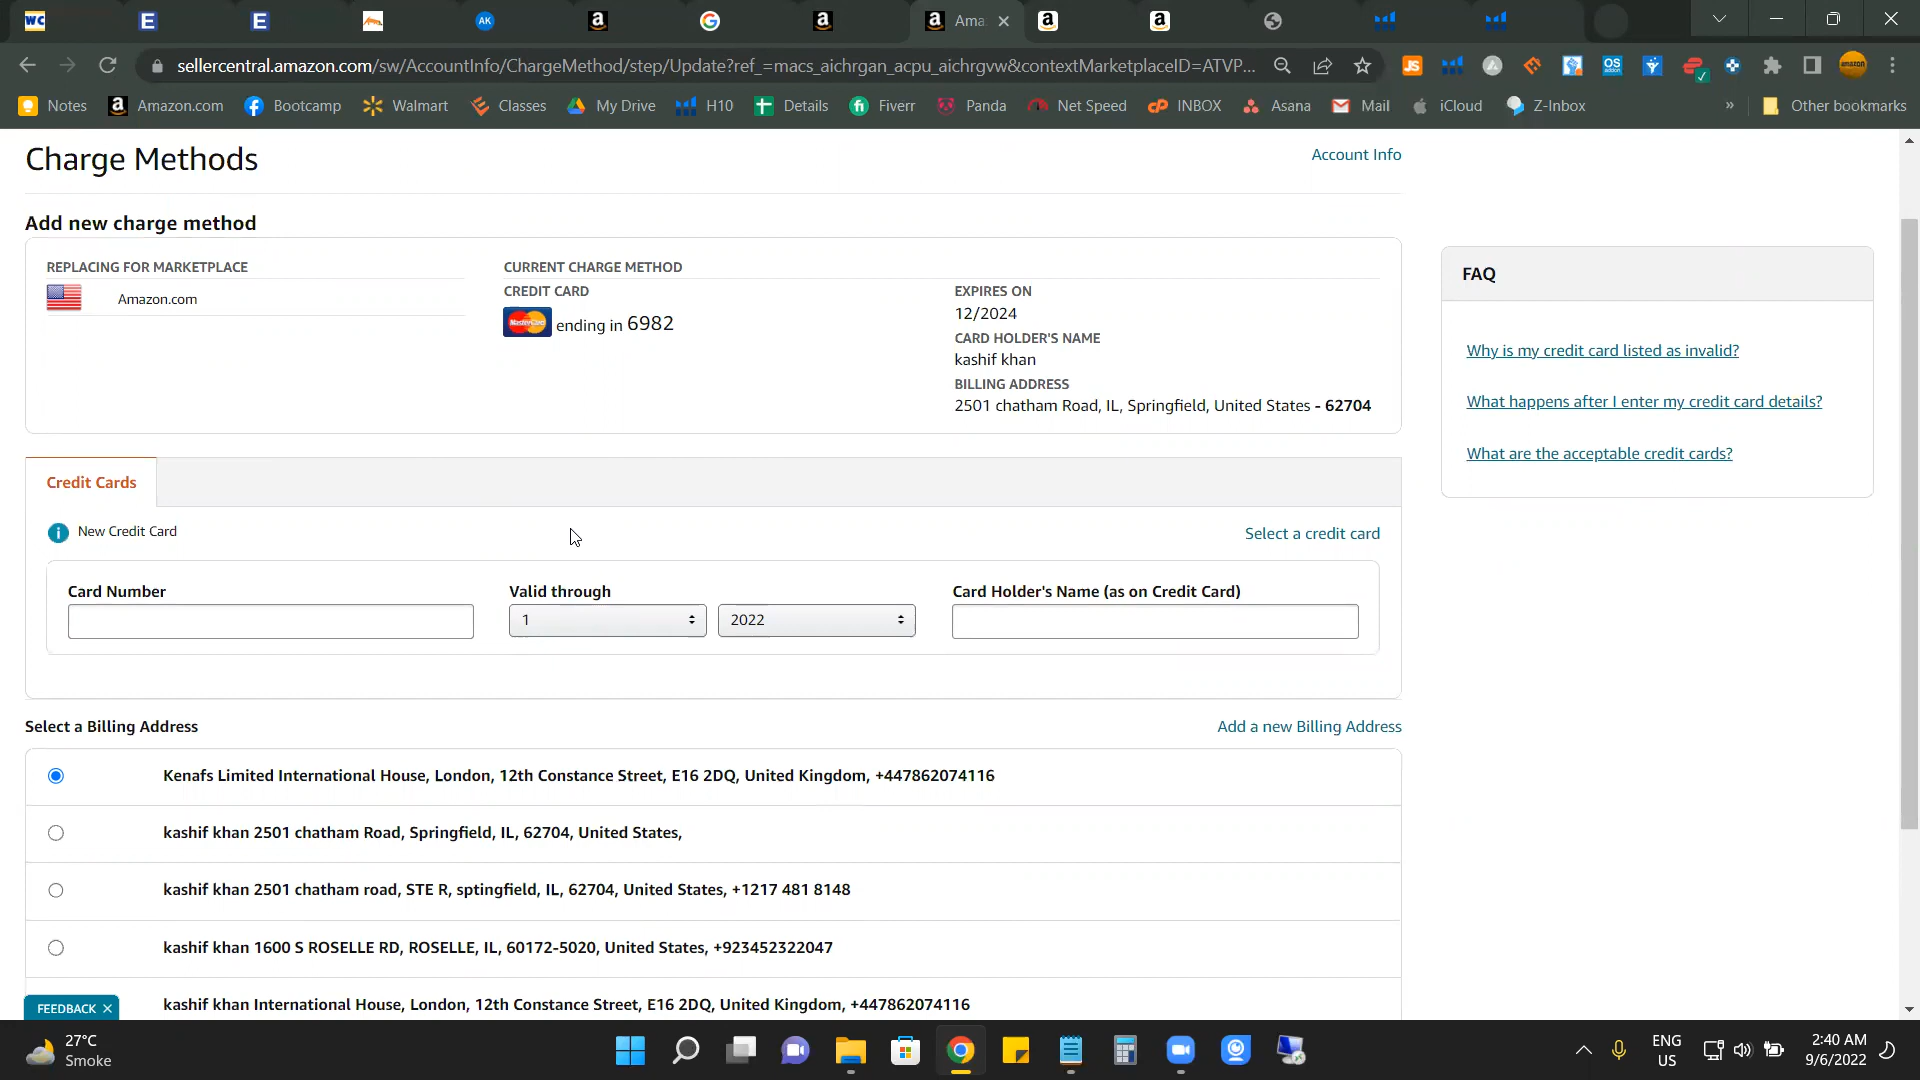 WC
E
E
AK
Ama
sellercentral.amazon.com/sw/AccountInfo/ChargeMethod/step/Update?ref_=macs_aichrgan_acpu_aichrgvw&contextMarketplaceID=ATVP...
Notes
Amazon.com
Bootcamp
Walmart
Classes
My Drive
H10
Details
Fiverr
Panda
Net Speed
INBOX
Asana
Mail
iCloud
Z-Inbox
»
Other bookmarks
Charge Methods
Account Info
Add new charge method
REPLACING FOR MARKETPLACE
Amazon.com
CURRENT CHARGE METHOD
CREDIT CARD
MasterCard ending in 6982
EXPIRES ON
12/2024
CARD HOLDER'S NAME
kashif khan
BILLING ADDRESS
2501 chatham Road, IL, Springfield, United States - 62704
FAQ
Why is my credit card listed as invalid?
What happens after I enter my credit card details?
What are the acceptable credit cards?
Credit Cards
New Credit Card
Select a credit card
Card Number
Valid through
Card Holder's Name (as on Credit Card)
1
2022
Select a Billing Address
Add a new Billing Address
Kenafs Limited International House, London, 12th Constance Street, E16 2DQ, United Kingdom, +447862074116
kashif khan 2501 chatham Road, Springfield, IL, 62704, United States,
kashif khan 2501 chatham road, STE R, sptingfield, IL, 62704, United States, +1217 481 8148
kashif khan 1600 S ROSELLE RD, ROSELLE, IL, 60172-5020, United States, +923452322047
kashif khan International House, London, 12th Constance Street, E16 2DQ, United Kingdom, +447862074116
FEEDBACK
27°C
Smoke
ENG
US
2:40 AM
9/6/2022